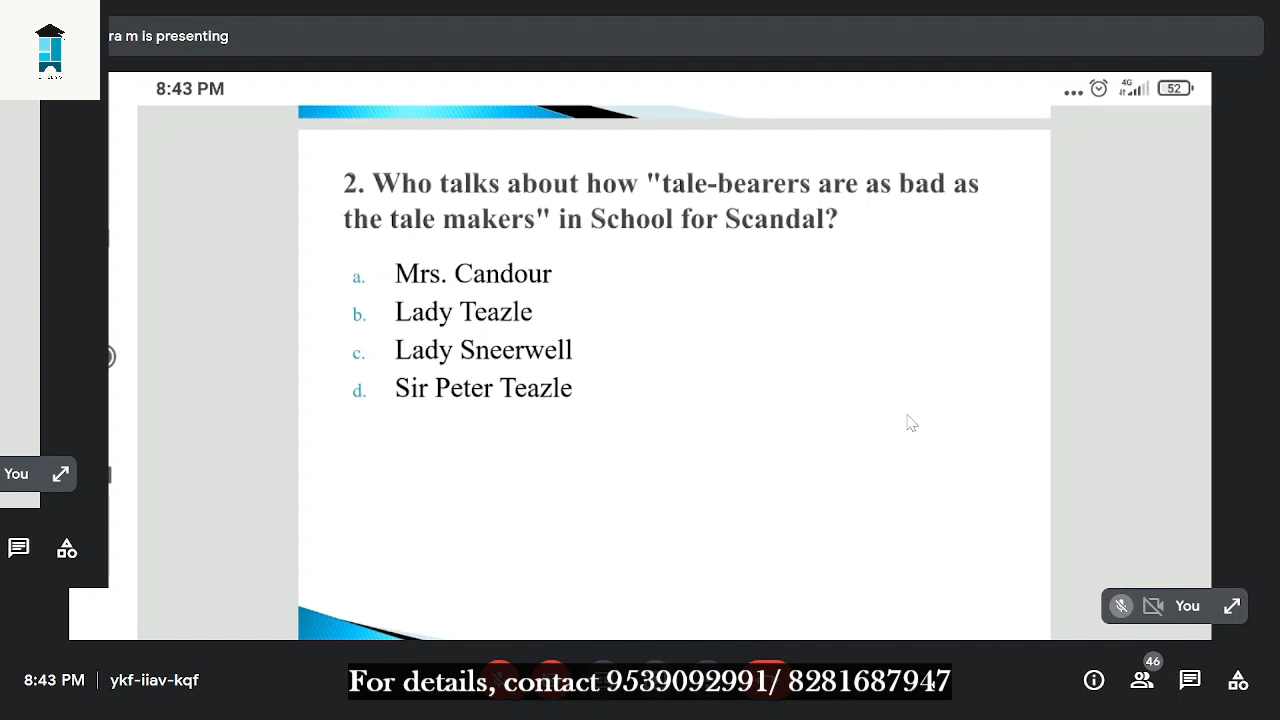 ra m is presenting
8:43 PM
4G
52
2. Who talks about how "tale-bearers are as bad as
the tale makers" in School for Scandal?
a. Mrs. Candour
b. Lady Teazle
c. Lady Sneerwell
d. Sir Peter Teazle
You
You
46
8:43 PM | ykf-iiav-kqf
For details, contact 9539092991/ 8281687947